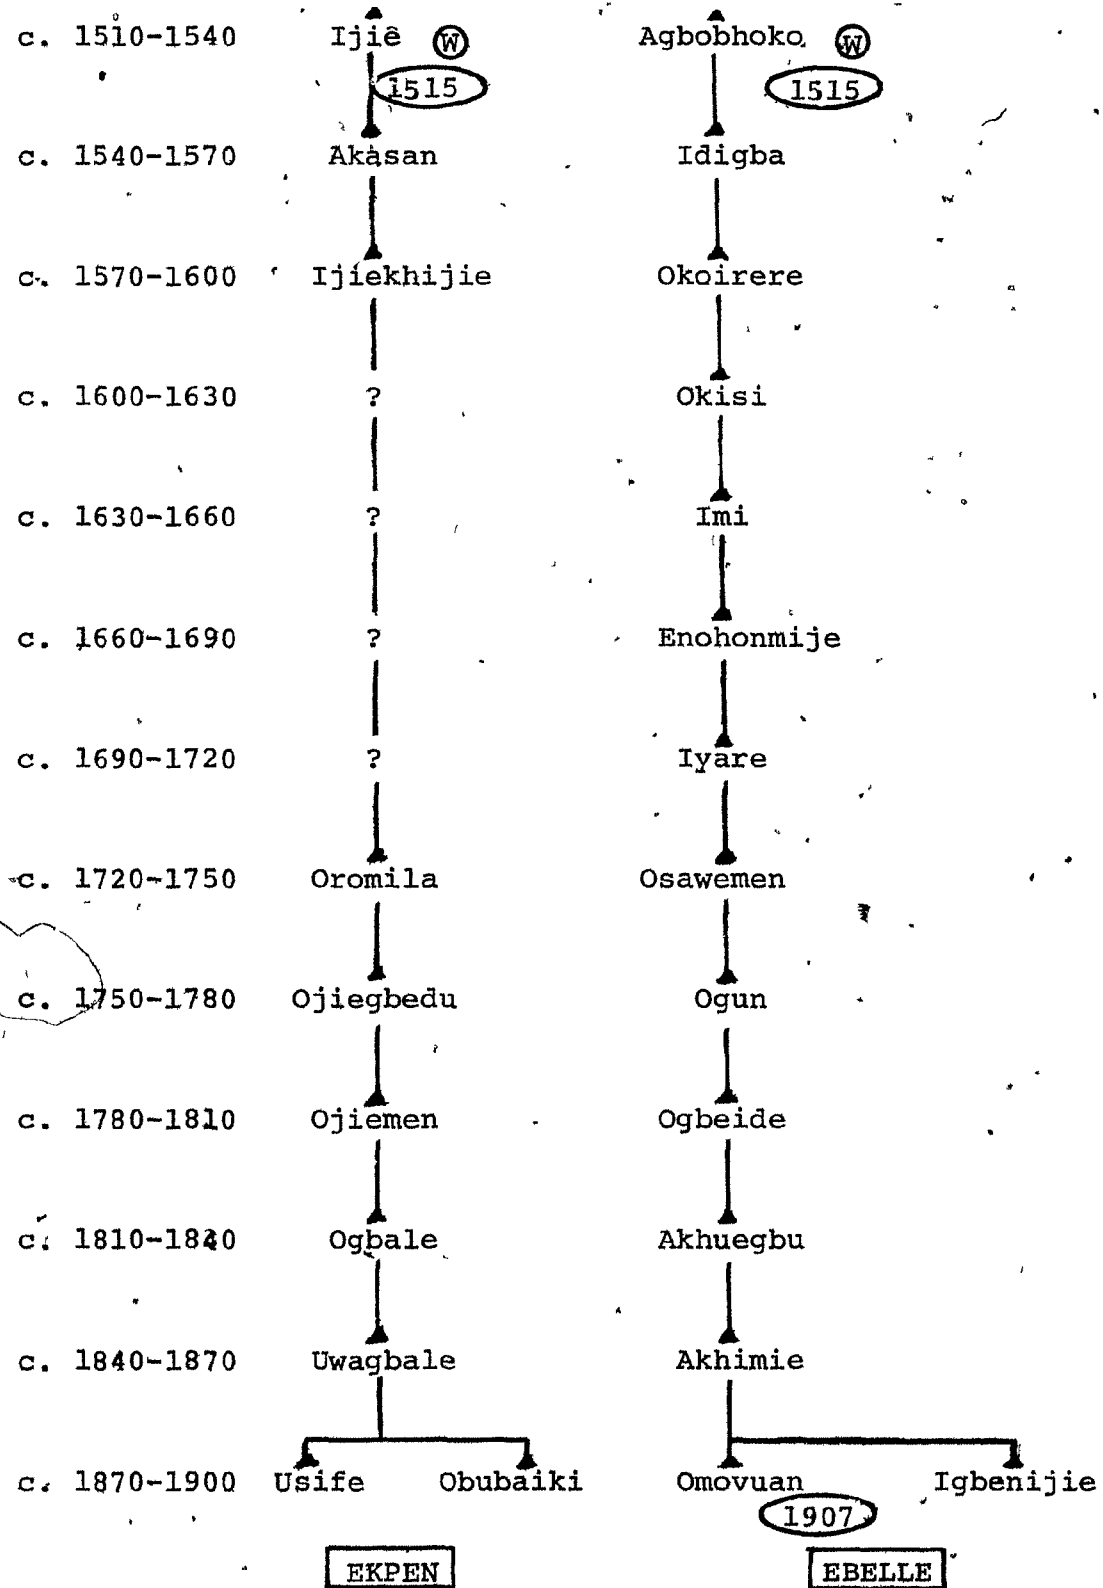 c. 1510-1540 Ijiê W Agbobhoko W
1515 1515
c. 1540-1570 Akasan Idigba
c. 1570-1600 Ijiekhijie Okoirere
c. 1600-1630 ? Okisi
c. 1630-1660 ? Imi
c. 1660-1690 ? Enohonmije
c. 1690-1720 ? Iyare
c. 1720-1750 Oromila Osawemen
c. 1750-1780 Ojiegbedu Ogun
c. 1780-1810 Ojiemen Ogbeide
c. 1810-1840 Ogbale Akhuegbu
c. 1840-1870 Uwagbale Akhimie
c. 1870-1900 Usife Obubaiki Omovuan Igbenijie
1907
EKPEN EBELLE